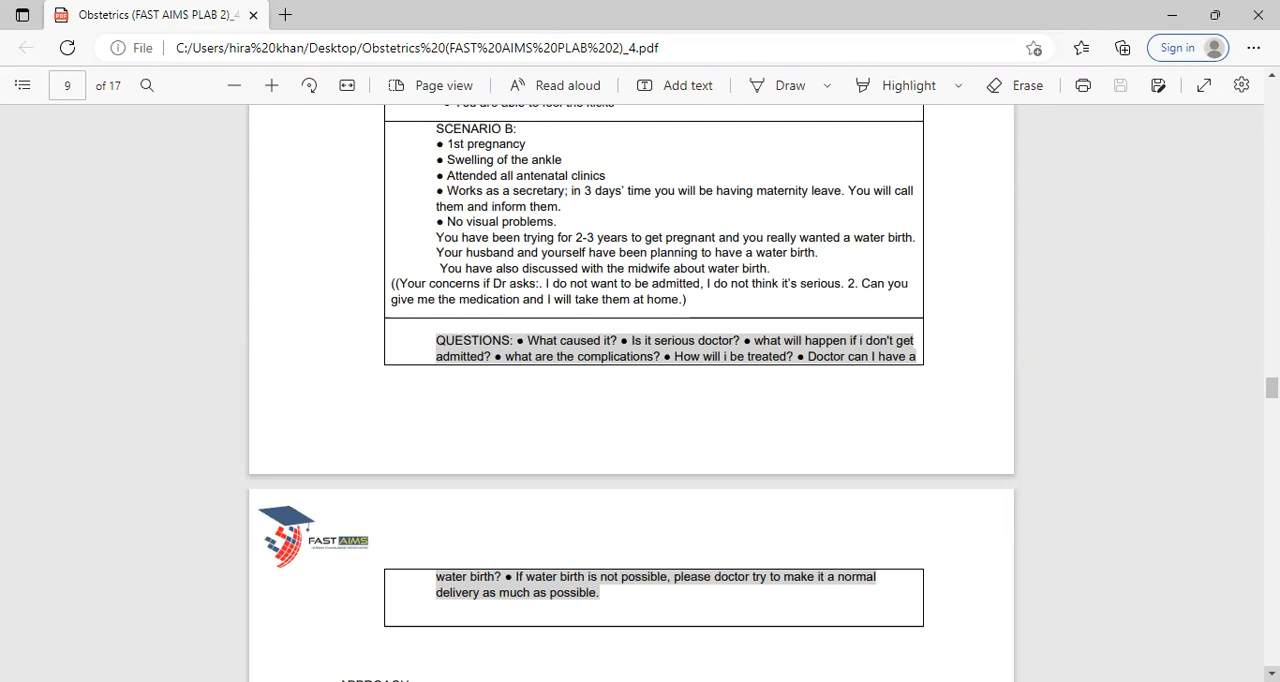 Obstetrics (FAST AIMS PLAB 2)_4
File
C:/Users/hira%20khan/Desktop/Obstetrics%20(FAST%20AIMS%20PLAB%202)_4.pdf
Sign in
9 of 17
Page view
Read aloud
Add text
Draw
Highlight
Erase
• You are able to feel the kicks
SCENARIO B:
● 1st pregnancy
● Swelling of the ankle
● Attended all antenatal clinics
● Works as a secretary; in 3 days’ time you will be having maternity leave. You will call
them and inform them.
● No visual problems.
You have been trying for 2-3 years to get pregnant and you really wanted a water birth.
Your husband and yourself have been planning to have a water birth.
You have also discussed with the midwife about water birth.
((Your concerns if Dr asks:. I do not want to be admitted, I do not think it’s serious. 2. Can you
give me the medication and I will take them at home.)
QUESTIONS: ● What caused it? ● Is it serious doctor? ● what will happen if i don't get
admitted? ● what are the complications? ● How will i be treated? ● Doctor can I have a
FAST AIMS
water birth? ● If water birth is not possible, please doctor try to make it a normal
delivery as much as possible.
APPROACH